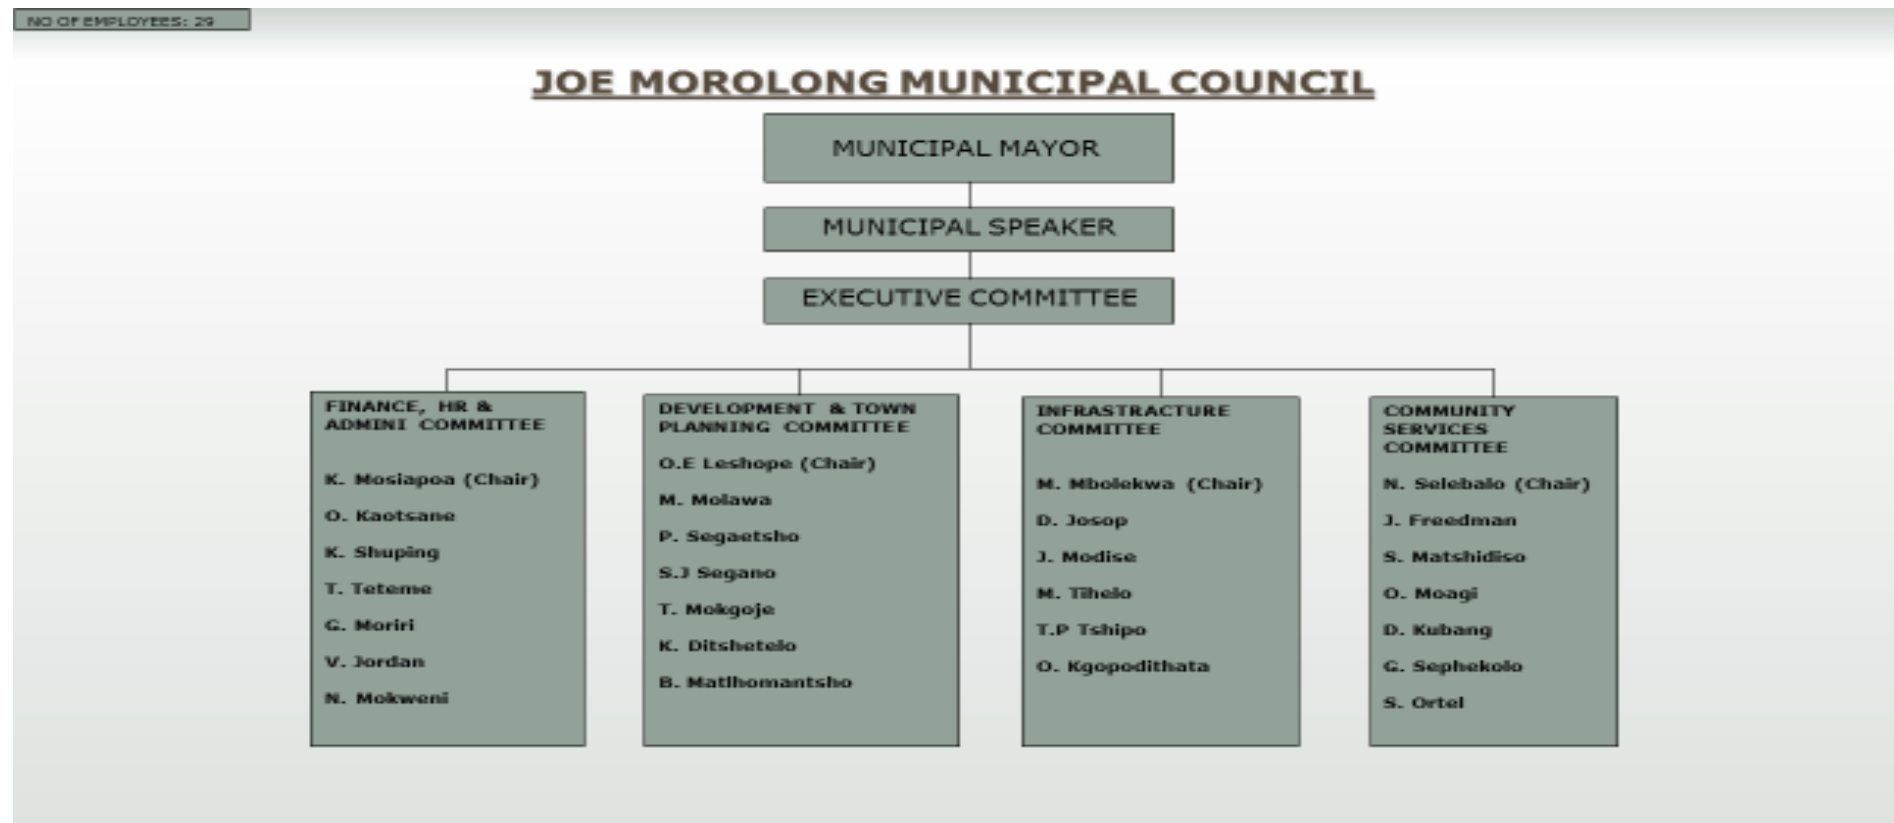 NO OF EMPLOYEES: 29
JOE MOROLONG MUNICIPAL COUNCIL
MUNICIPAL MAYOR
MUNICIPAL SPEAKER
EXECUTIVE COMMITTEE
FINANCE, HR &
ADMINI COMMITTEE
K. Mosiapoa (Chair)
O. Kaotsane
K. Shuping
T. Teteme
G. Moriri
V. Jordan
N. Mokweni
DEVELOPMENT & TOWN
PLANNING COMMITTEE
O.E Leshope (Chair)
M. Molawa
P. Segaetsho
S.J Segano
T. Mokgoje
K. Ditshetelo
B. Matlhomantsho
INFRASTRACTURE
COMMITTEE
M. Mbolekwa (Chair)
D. Josop
J. Modise
M. Tihelo
T.P Tshipo
O. Kgopodithata
COMMUNITY
SERVICES
COMMITTEE
N. Selebalo (Chair)
J. Freedman
S. Matshidiso
O. Moagi
D. Kubang
G. Sephekolo
S. Ortel